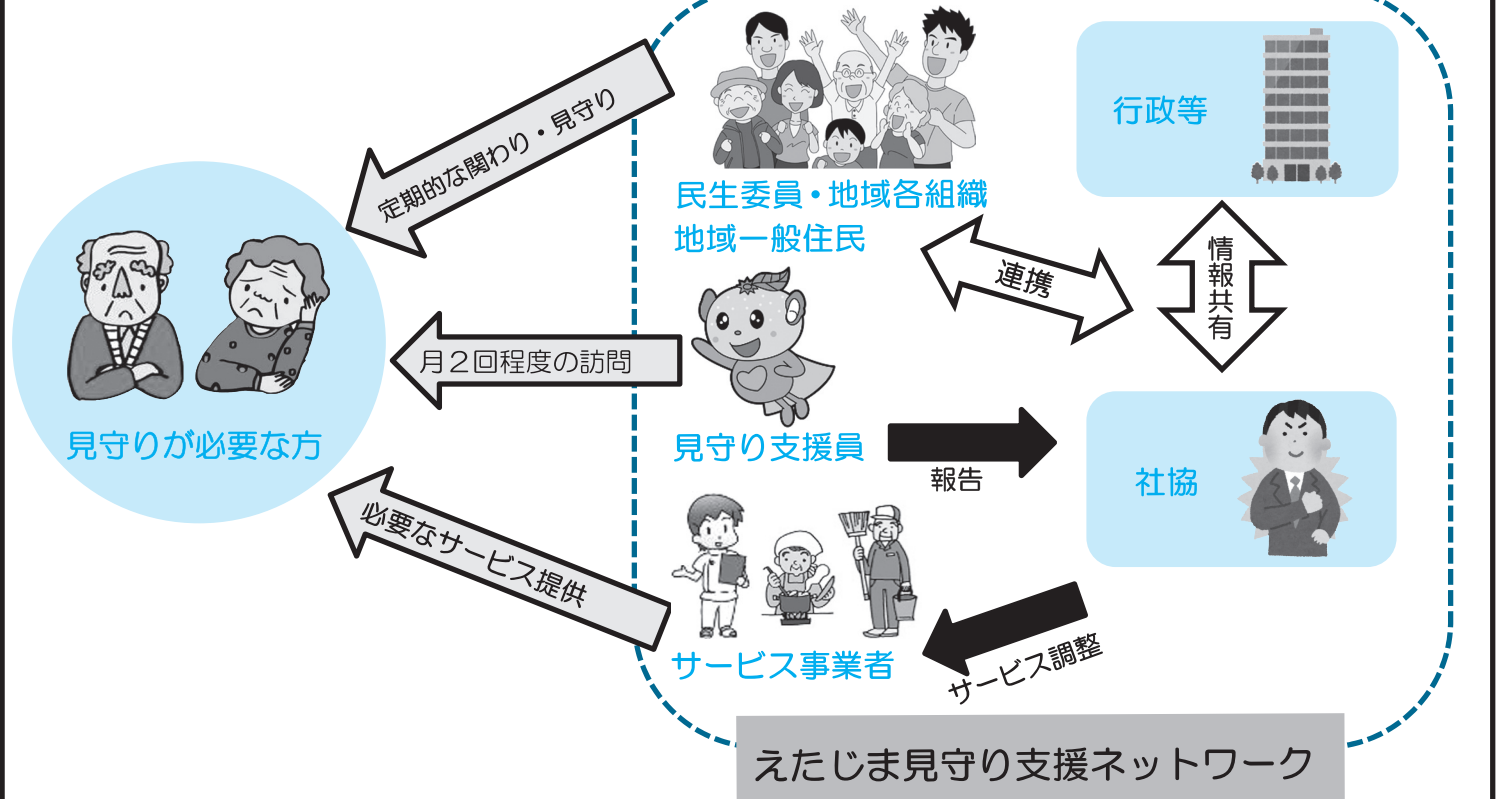 定期的な関わり・見守り
民生委員・地域各組織
地域一般住民
行政等
連携
情報共有
見守りが必要な方
月2回程度の訪問
見守り支援員
報告
社協
必要なサービス提供
サービス事業者
サービス調整
えたじま見守り支援ネットワーク